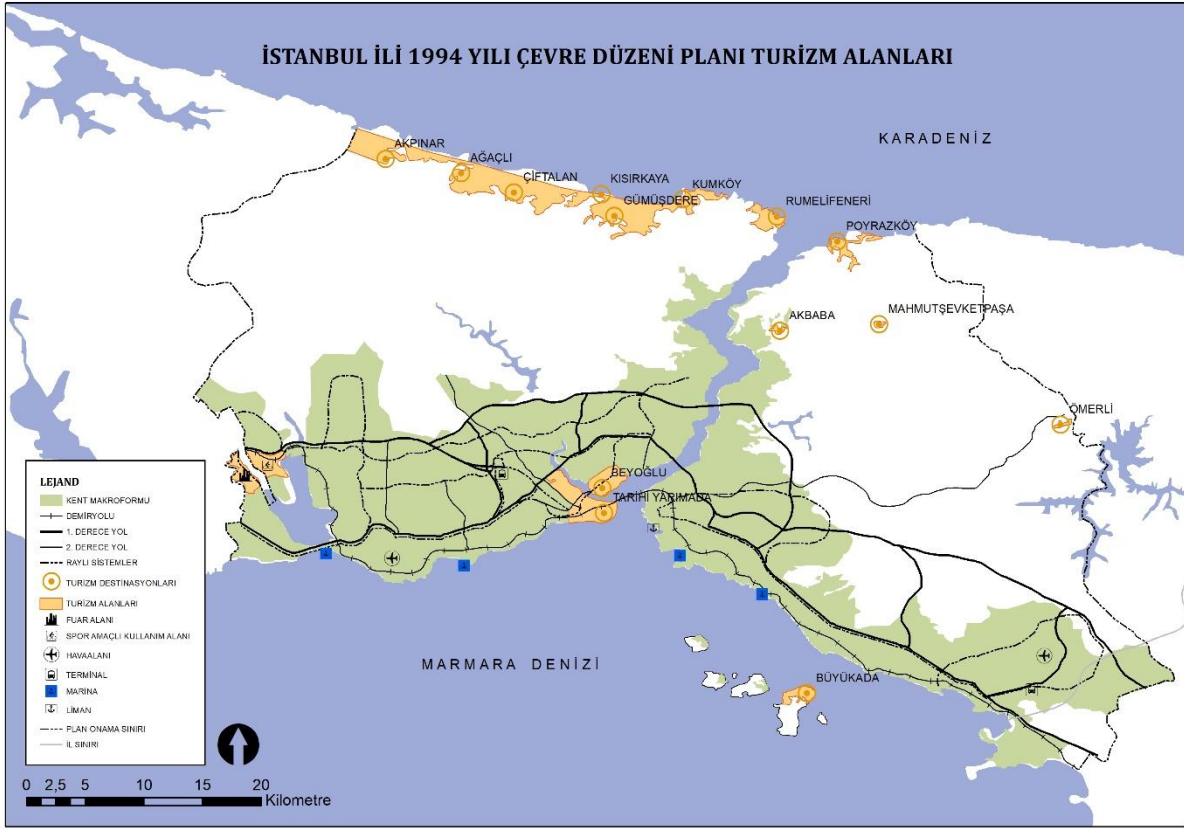 İSTANBUL İLİ 1994 YILI ÇEVRE DÜZENİ PLANI TURİZM ALANLARI
KARADENİZ
AKPINAR
AĞAÇLI
ÇİFTALAN
KISIRKAYA
KUMKÖY
GÜMÜŞDERE
RUMELİFENERİ
POYRAZKÖY
AKBABA
MAHMUTŞEVKETPAŞA
ÖMERLİ
BEYOĞLU
TARİHİ YARIMADA
MARMARA DENİZİ
BÜYÜKADA
LEJAND
KENT MAKROFORMU
DEMİRYOLU
1. DERECE YOL
2. DERECE YOL
RAYLI SİSTEMLER
TURİZM DESTİNASYONLARI
TURİZM ALANLARI
FUAR ALANI
SPOR AMAÇLI KULLANIM ALANI
HAVAALANI
TERMİNAL
MARINA
LİMAN
PLAN ONAMA SINIRI
İL SINIRI
0 2,5 5 10 15 20
Kilometre